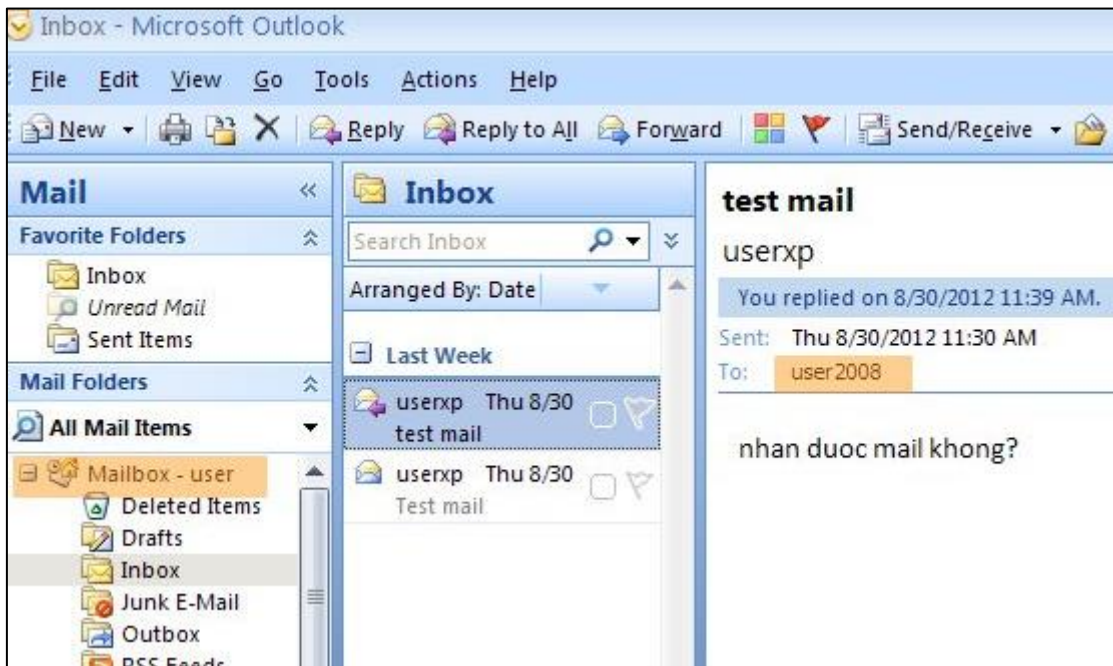 Inbox - Microsoft Outlook
File Edit View Go Tools Actions Help
New Reply Reply to All Forward Send/Receive
Mail
Favorite Folders
Inbox
Unread Mail
Sent Items
Mail Folders
All Mail Items
Mailbox - user
Deleted Items
Drafts
Inbox
Junk E-Mail
Outbox
RSS Feeds
Inbox
Search Inbox
Arranged By: Date
Last Week
userxp Thu 8/30
test mail
userxp Thu 8/30
Test mail
test mail
userxp
You replied on 8/30/2012 11:39 AM.
Sent: Thu 8/30/2012 11:30 AM
To: user2008
nhan duoc mail khong?